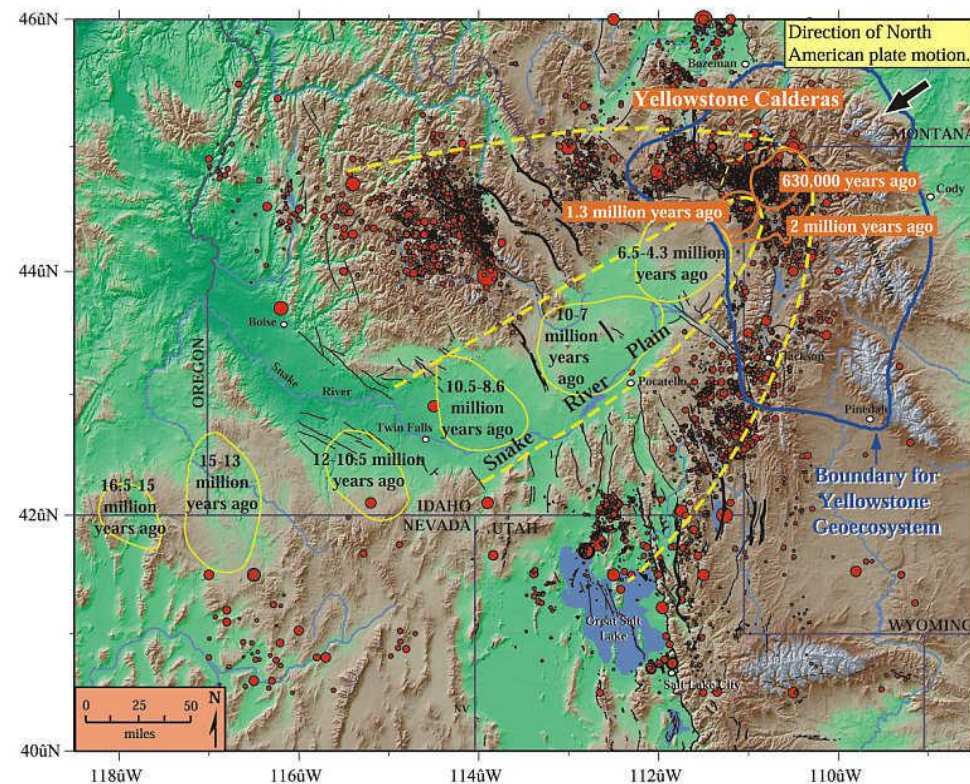 46ûN
Direction of North
American plate motion.
Bozeman
Yellowstone Calderas
MONTANA
630,000 years ago
Cody
1.3 million years ago
2 million years ago
6.5-4.3 million
years ago
44ûN
10-7
million
years
ago
Boise
Snake
River
OREGON
Plain
River
Snake
Jackson
Pocatello
10.5-8.6
million
years ago
Pinedale
Twin Falls
12-10.5 million
years ago
15-13
million
years ago
16.5-15
million
years ago
Boundary for
Yellowstone
Geoecosystem
42ûN
IDAHO
NEVADA
UTAH
Great Salt
Lake
WYOMING
Salt Lake City
NV
N
0 25 50
miles
40ûN
118ûW
116ûW
114ûW
112ûW
110ûW